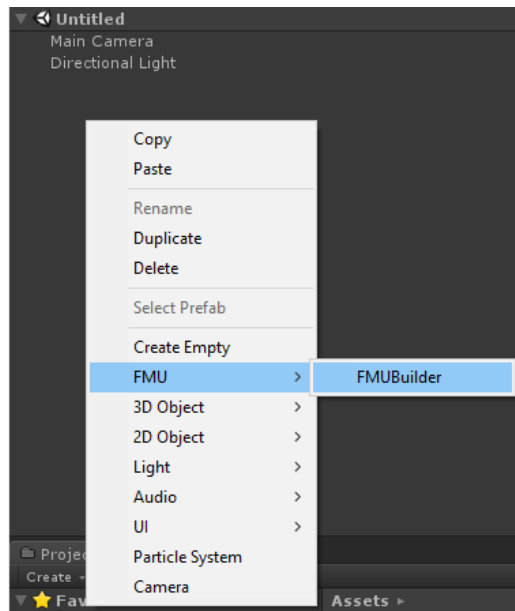 Untitled
Main Camera
Directional Light
Copy
Paste
Rename
Duplicate
Delete
Select Prefab
Create Empty
FMU
FMUBuilder
3D Object
2D Object
Light
Audio
UI
Particle System
Camera
Create
Assets